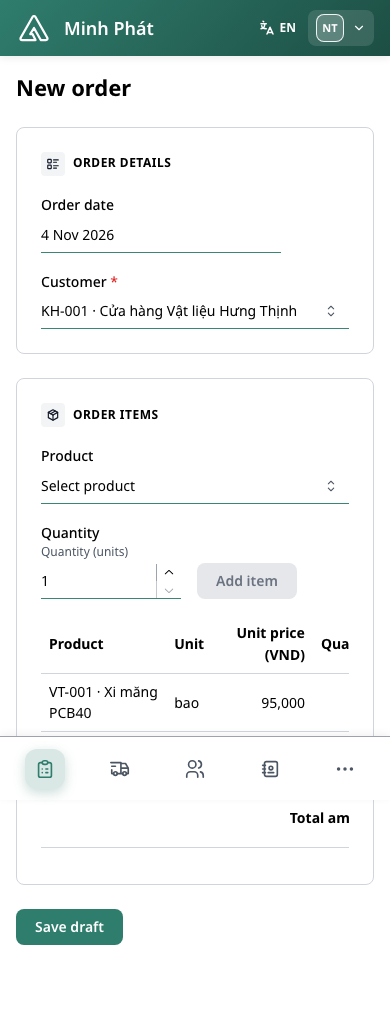 Minh Phát
EN
NT
New order
ORDER DETAILS
Order date
4 Nov 2026
Customer *
KH-001 · Cửa hàng Vật liệu Hưng Thịnh
ORDER ITEMS
Product
Select product
Quantity
Quantity (units)
1
Add item
Product Unit Unit price (VND) Qua
VT-001 · Xi măng PCB40 bao 95,000
Total am
Save draft